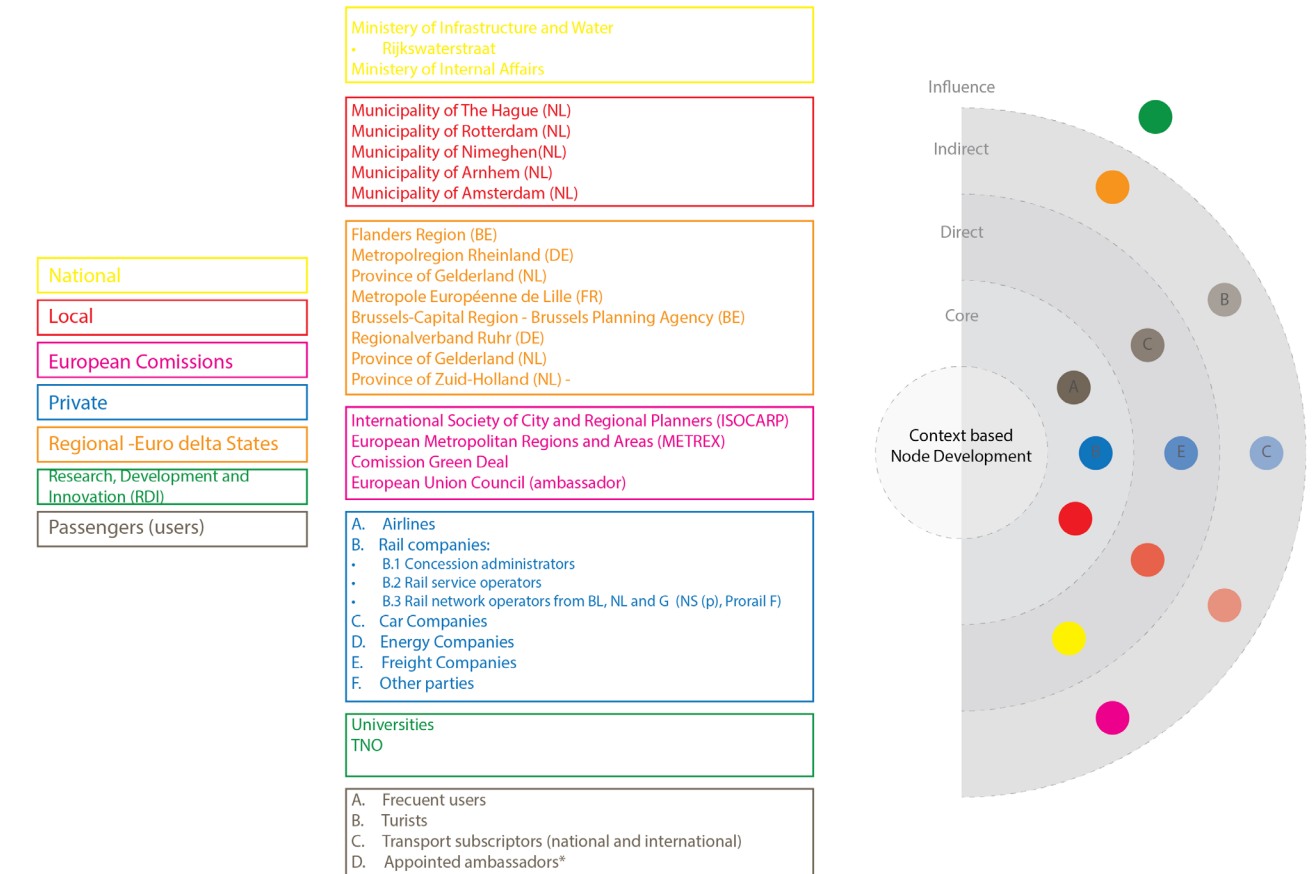 National
Local
European Comissions
Private
Regional -Euro delta States
Research, Development and
Innovation (RDI)
Passengers (users)
Ministery of Infrastructure and Water
• Rijkswaterstraat
Ministery of Internal Affairs
Municipality of The Hague (NL)
Municipality of Rotterdam (NL)
Municipality of Nimeghen(NL)
Municipality of Arnhem (NL)
Municipality of Amsterdam (NL)
Flanders Region (BE)
Metropolregion Rheinland (DE)
Province of Gelderland (NL)
Metropole Européenne de Lille (FR)
Brussels-Capital Region - Brussels Planning Agency (BE)
Regionalverband Ruhr (DE)
Province of Gelderland (NL)
Province of Zuid-Holland (NL) -
International Society of City and Regional Planners (ISOCARP)
European Metropolitan Regions and Areas (METREX)
Comission Green Deal
European Union Council (ambassador)
A. Airlines
B. Rail companies:
• B.1 Concession administrators
• B.2 Rail service operators
• B.3 Rail network operators from BL, NL and G (NS (p), Prorail F)
C. Car Companies
D. Energy Companies
E. Freight Companies
F. Other parties
Universities
TNO
A. Frecuent users
B. Turists
C. Transport subscriptors (national and international)
D. Appointed ambassadors*
Influence
Indirect
Direct
Core
B
C
A
Context based
Node Development
B
E
C